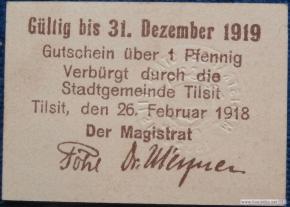 Gültig bis 31. Dezember 1919
Gutschein über 1 Pfennig
Verbürgt durch die
Stadtgemeinde Tilsit
Tilsit, den 26. Februar 1918
Der Magistrat
Pohl